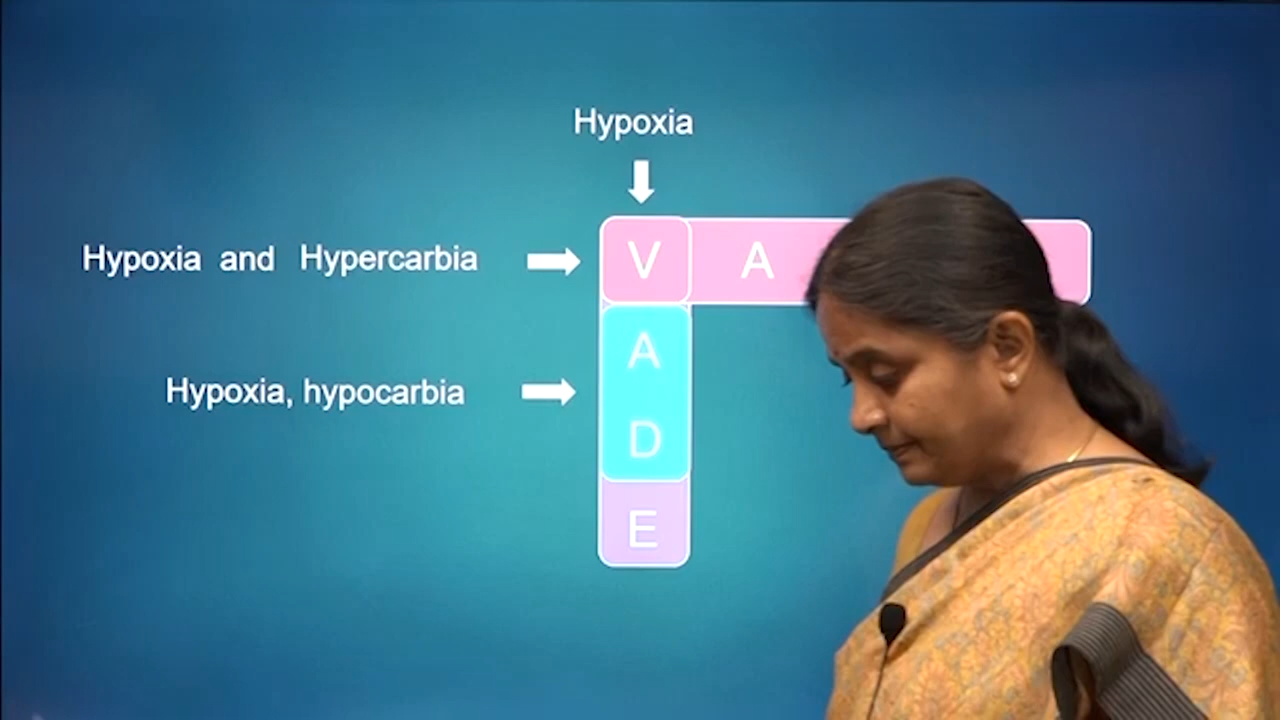 Hypoxia
Hypoxia and Hypercarbia
V A
Hypoxia, hypocarbia
A
D
E